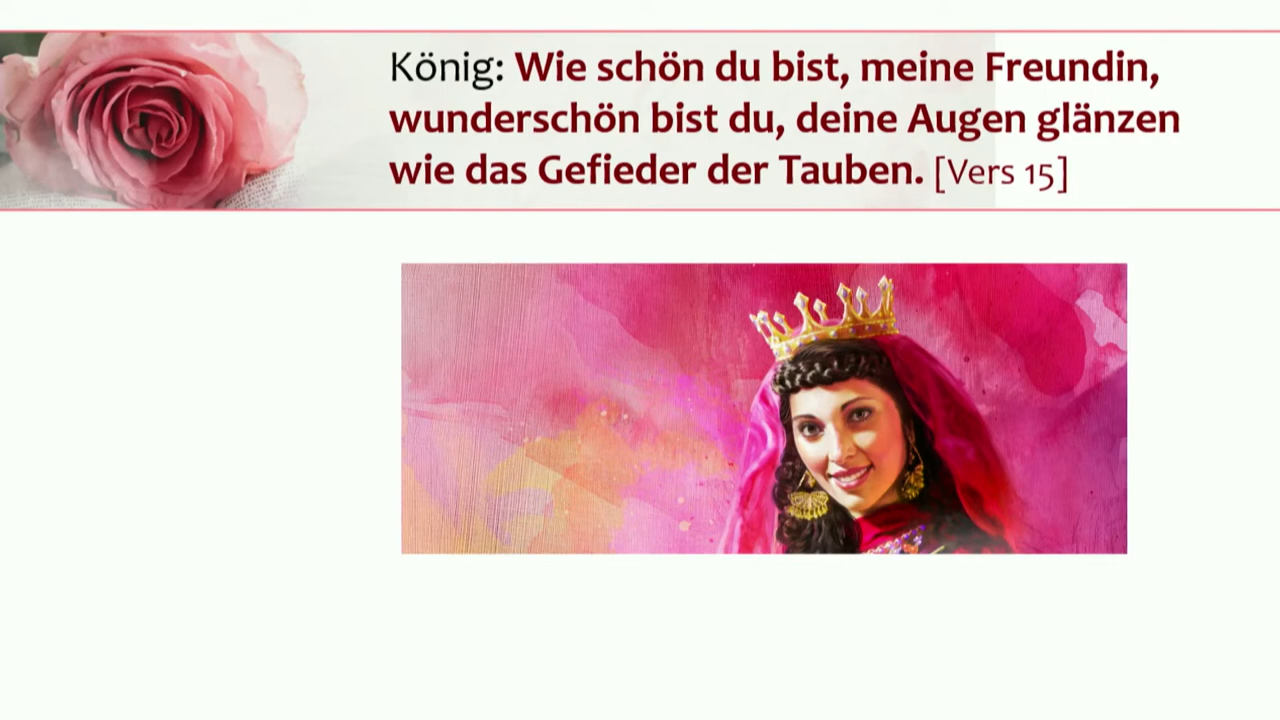 König: Wie schön du bist, meine Freundin,
wunderschön bist du, deine Augen glänzen
wie das Gefieder der Tauben. [Vers 15]